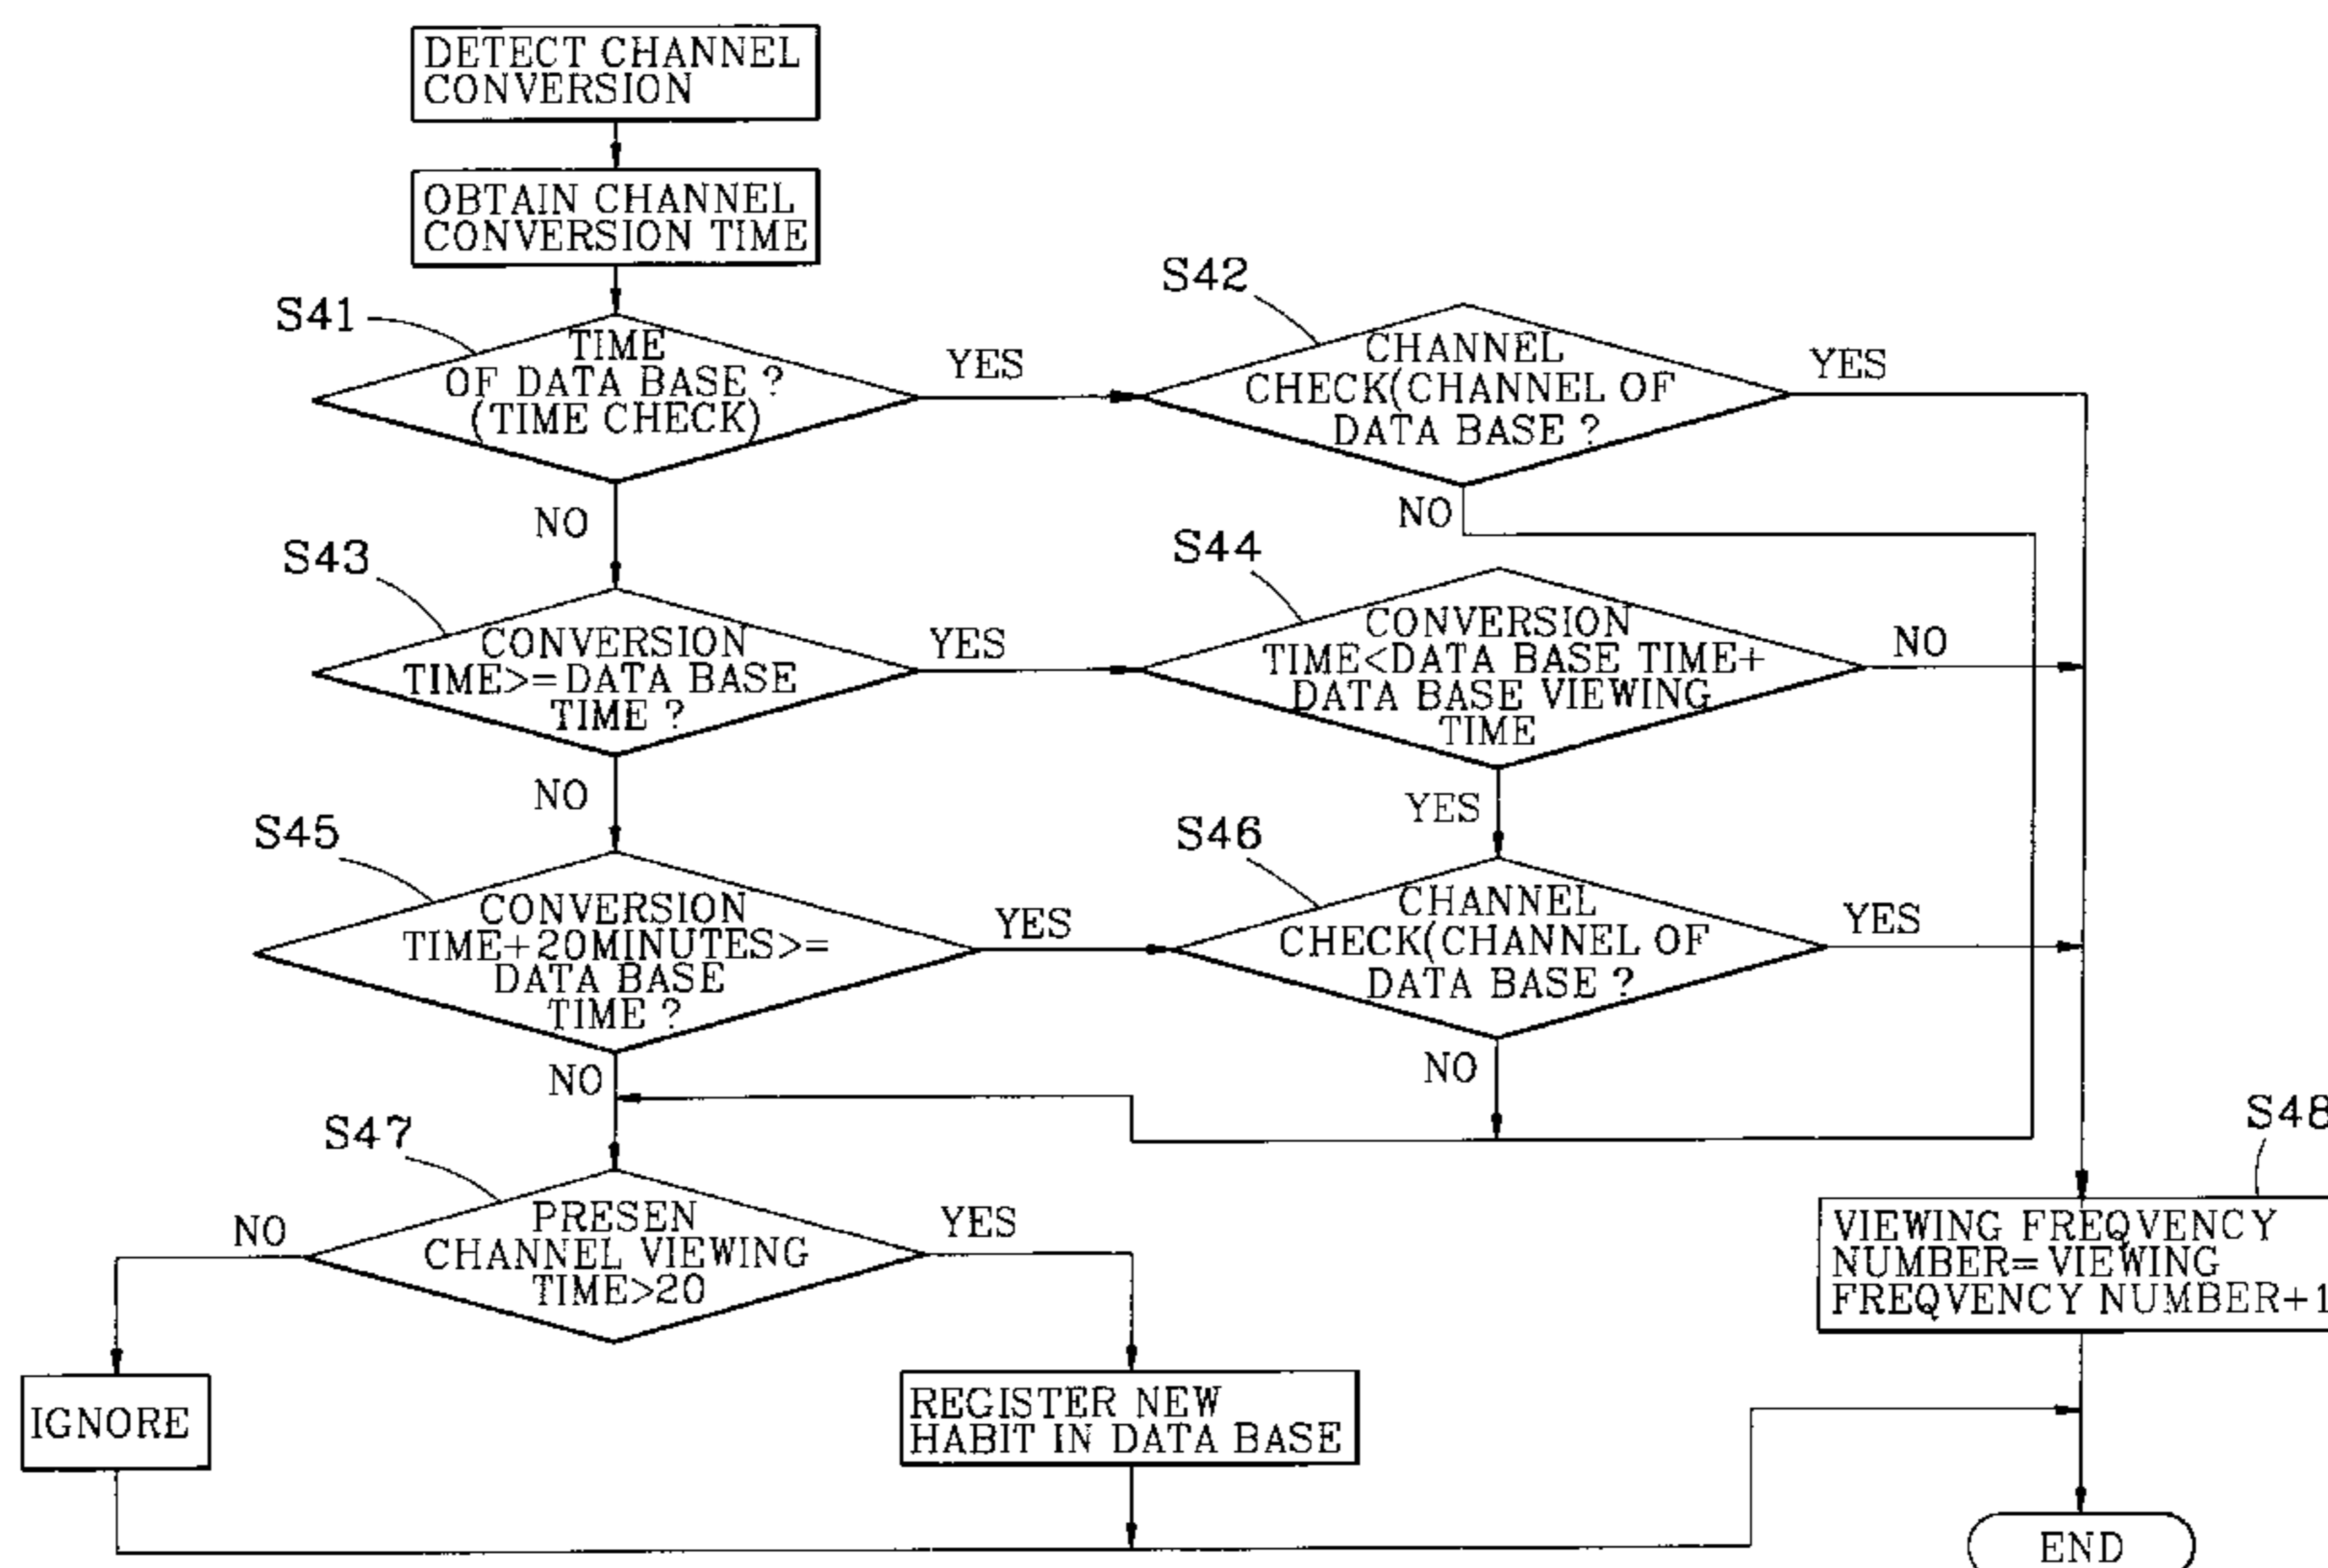 DETECT CHANNEL
CONVERSION
OBTAIN CHANNEL
CONVERSION TIME
S41
TIME
OF DATA BASE ?
(TIME CHECK)
YES
NO
S42
CHANNEL
CHECK(CHANNEL OF
DATA BASE ?
YES
NO
S43
CONVERSION
TIME>=DATA BASE
TIME ?
YES
NO
S44
CONVERSION
TIME<DATA BASE TIME+
DATA BASE VIEWING
TIME
NO
YES
S45
CONVERSION
TIME+20MINUTES>=
DATA BASE
TIME ?
YES
NO
S46
CHANNEL
CHECK(CHANNEL OF
DATA BASE ?
YES
NO
S47
PRESEN
CHANNEL VIEWING
TIME>20
NO
YES
S48
VIEWING FREQVENCY
NUMBER=VIEWING
FREQVENCY NUMBER+1
IGNORE
REGISTER NEW
HABIT IN DATA BASE
END